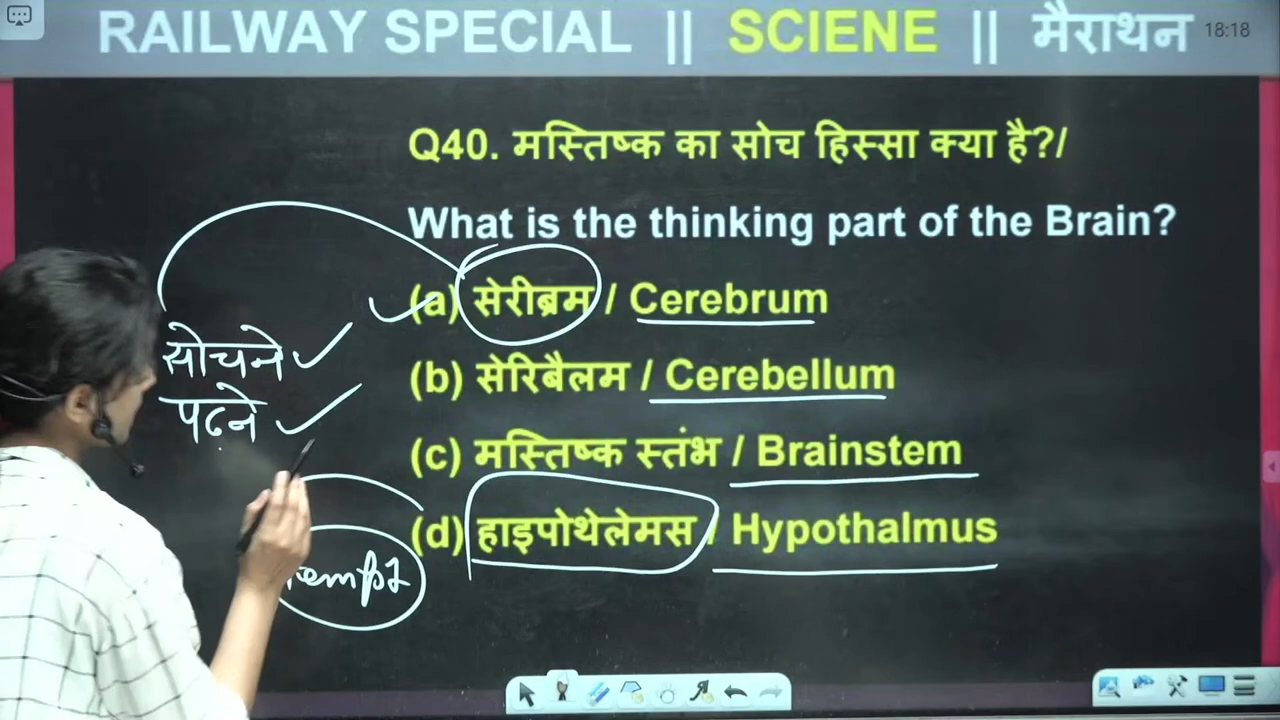 RAILWAY SPECIAL || SCIENE || मैराथन 18:18
Q40. मस्तिष्क का सोच हिस्सा क्या है?/
What is the thinking part of the Brain?
(a) सेरीब्रम / Cerebrum
(b) सेरिबैलम / Cerebellum
(c) मस्तिष्क स्तंभ / Brainstem
(d) हाइपोथेलेमस / Hypothalmus
सोचने
पढने